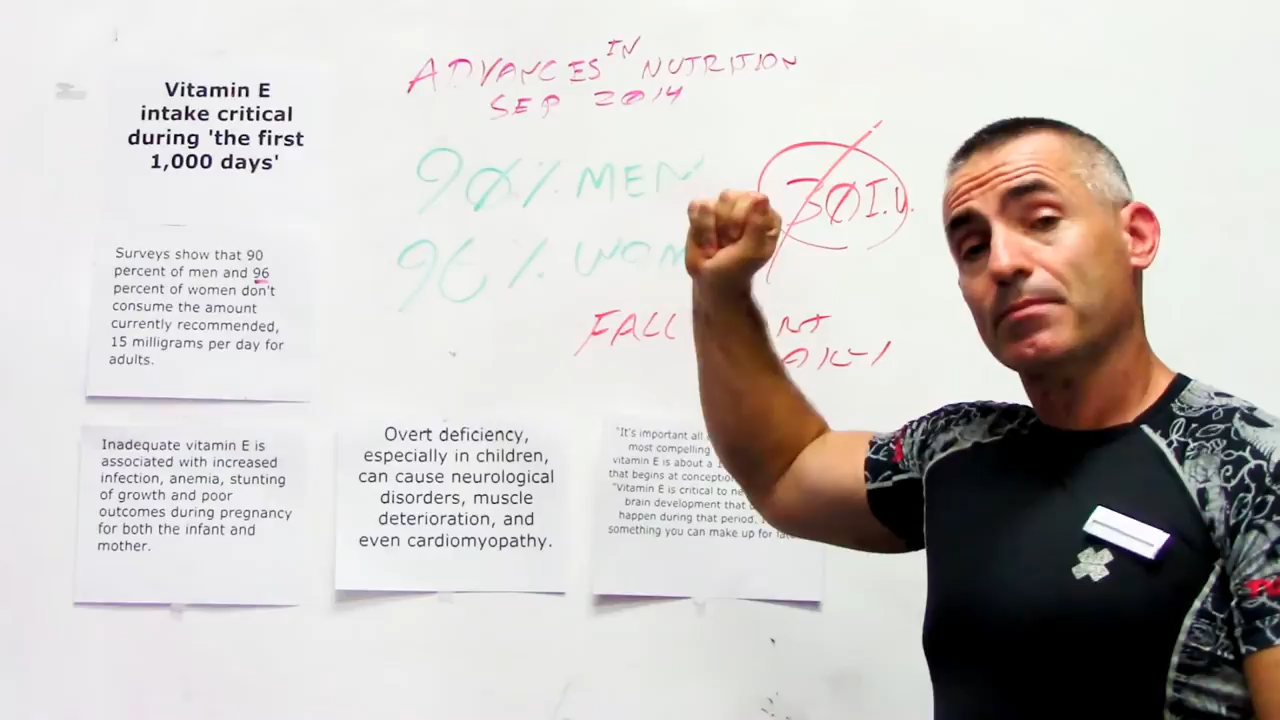 ADVANCES IN NUTRITION
SEP 2014
Vitamin E
intake critical
during 'the first
1,000 days'
90% MEN
30 I.U.
96%
FALL
Surveys show that 90
percent of men and 96
percent of women don't
consume the amount
currently recommended,
15 milligrams per day for
adults.
Inadequate vitamin E is
associated with increased
infection, anemia, stunting
of growth and poor
outcomes during pregnancy
for both the infant and
mother.
Overt deficiency,
especially in children,
can cause neurological
disorders, muscle
deterioration, and
even cardiomyopathy.
"It's important all
most compelling
vitamin E is about a
that begins at
"Vitamin E is critical to
brain development that
happen during that period.
something you can make up for